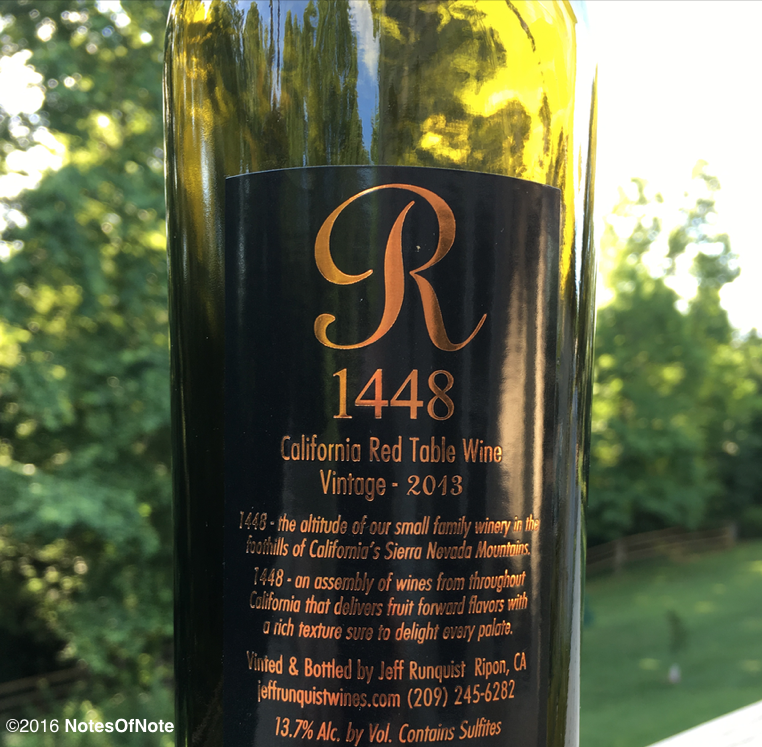 R
1448
California Red Table Wine
Vintage - 2013
1448 - the altitude of our small family winery in the
foothills of California's Sierra Nevada Mountains.
1448 - an assembly of wines from throughout
California that delivers fruit forward flavors with
a rich texture sure to delight every palate.
Vinted & Bottled by Jeff Runquist Ripon, CA
jeffrunquistwines.com (209) 245-6282
13.7% Alc. by Vol. Contains Sulfites
©2016 NotesOfNote